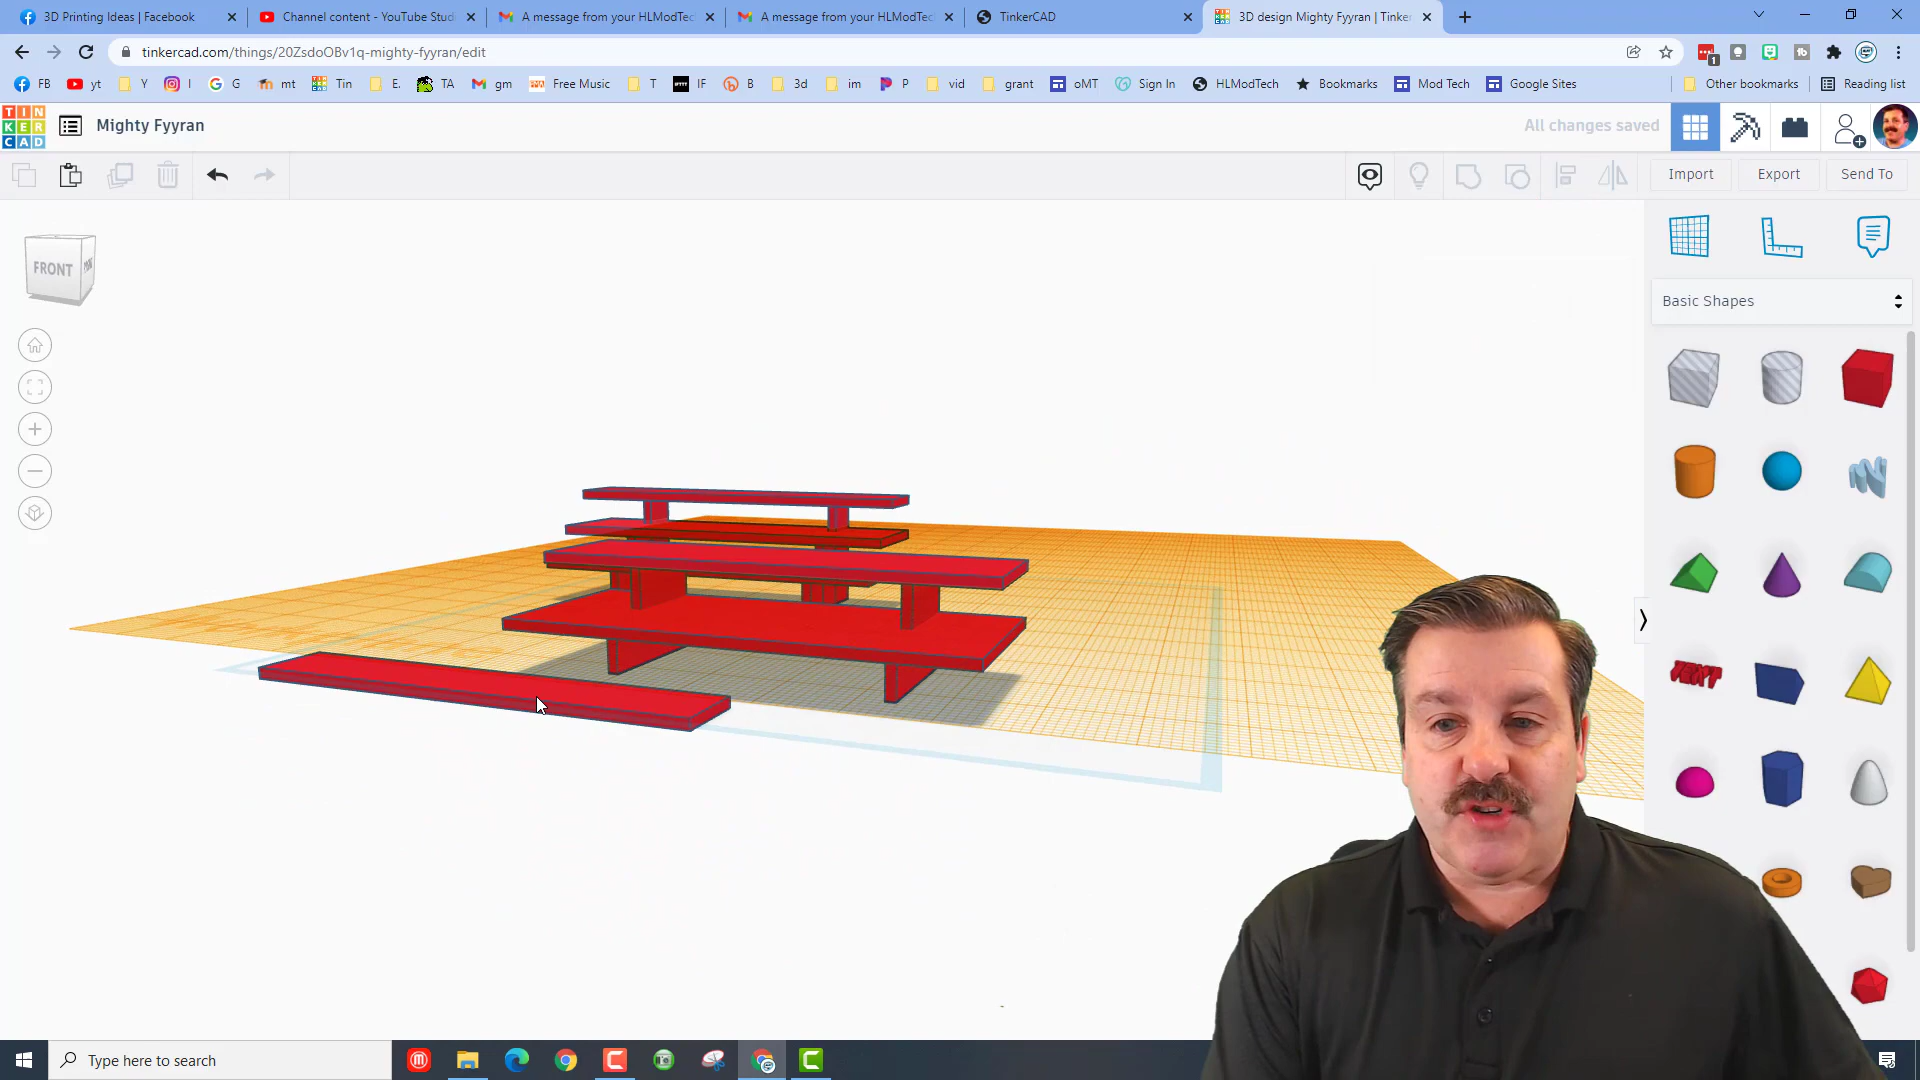 3D Printing Ideas | Facebook
Channel content - YouTube Stud
A message from your HLModTec
A message from your HLModTec
TinkerCAD
3D design Mighty Fyyran | Tinker
tinkercad.com/things/20ZsdoOBv1q-mighty-fyyran/edit
1
FB
yt
Y
I
G
mt
Tin
E.
TA
gm
Free Music
T
IF
B
3d
im
P
vid
grant
oMT
Sign In
HLModTech
Bookmarks
Mod Tech
Google Sites
Other bookmarks
Reading list
TIN
KER
CAD
Mighty Fyyran
All changes saved
Import
Export
Send To
FRONT
Basic Shapes
TEXT
Type here to search